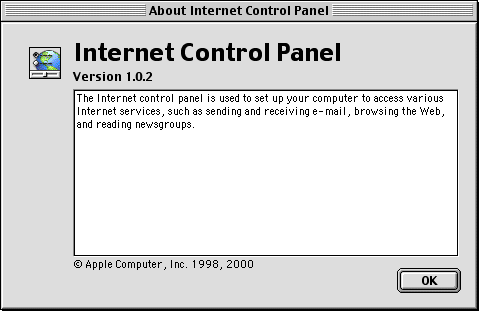 About Internet Control Panel
Internet Control Panel
Version 1.0.2
The Internet control panel is used to set up your computer to access various
Internet services, such as sending and receiving e-mail, browsing the Web,
and reading newsgroups.
© Apple Computer, Inc. 1998, 2000
OK